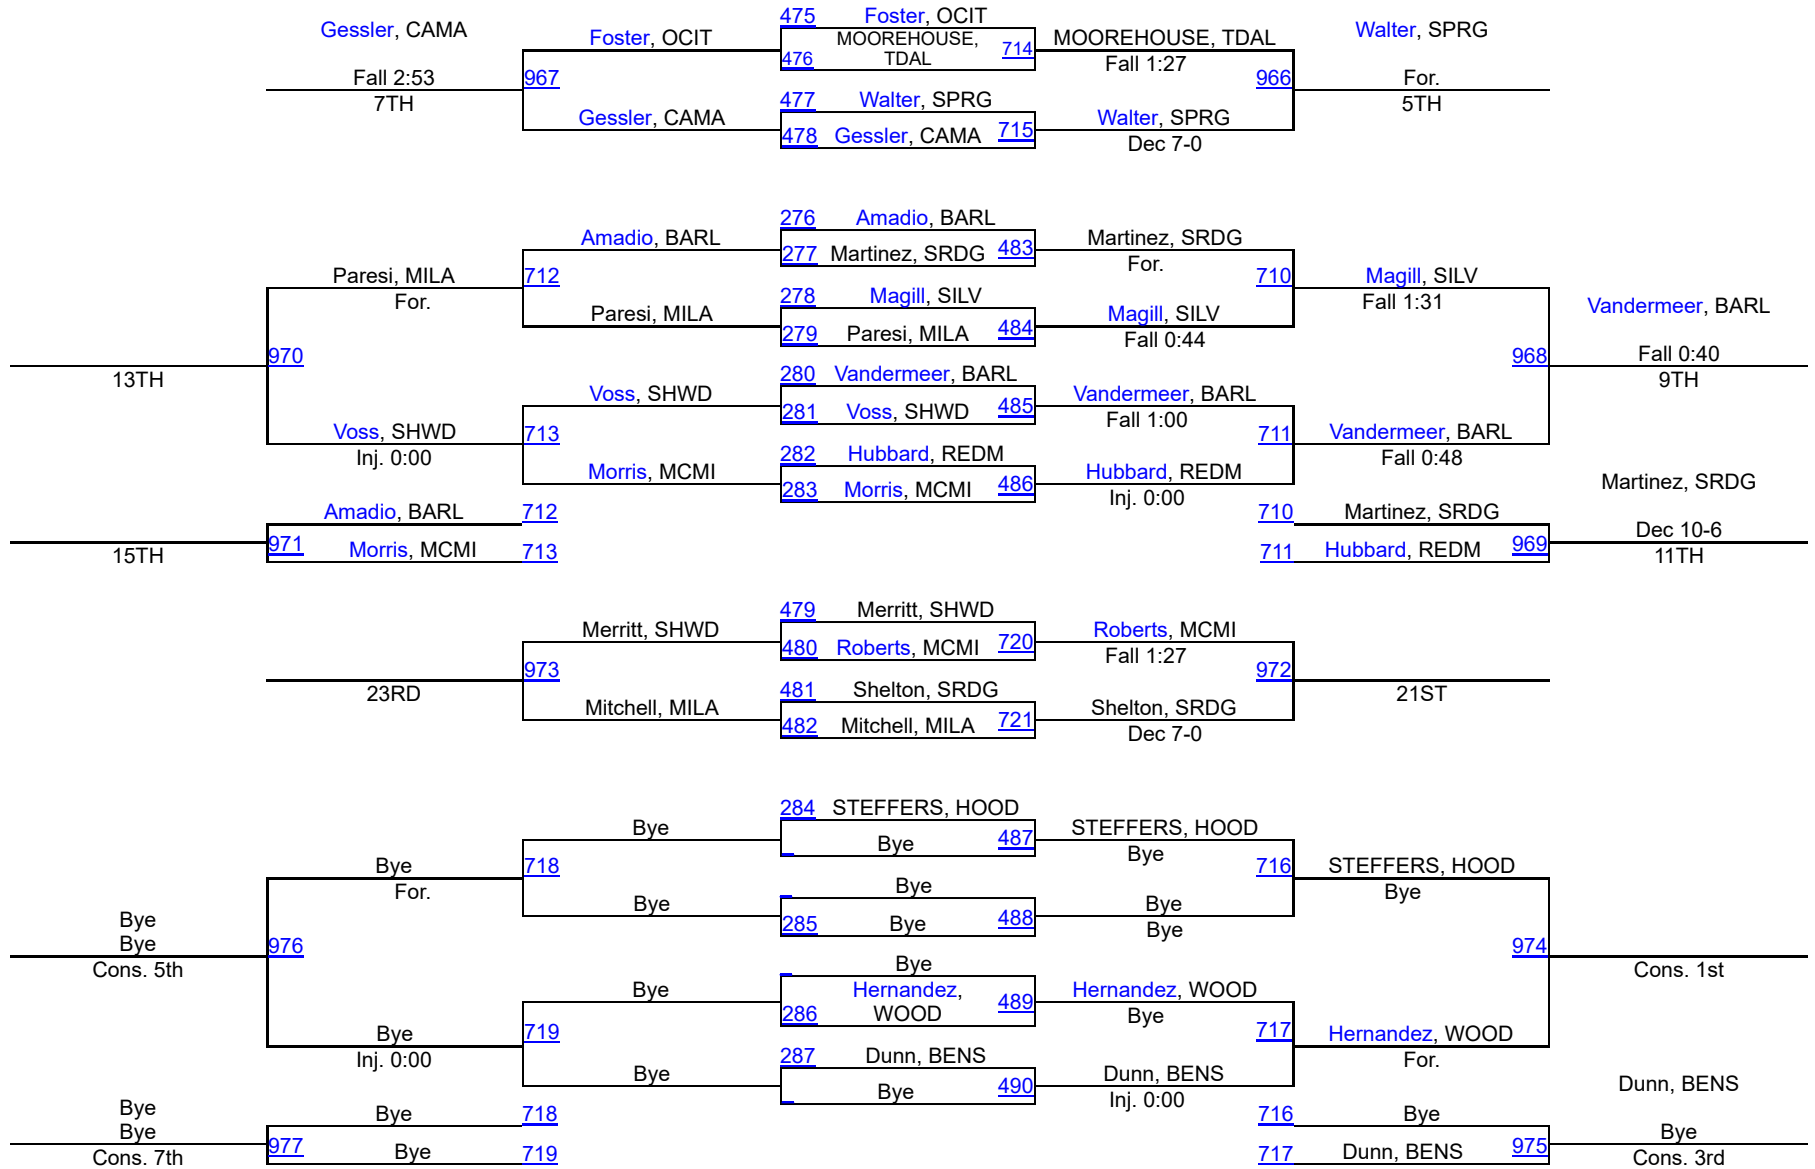 475 Foster, OCIT
Gessler, CAMA
Walter, SPRG
Foster, OCIT
MOOREHOUSE,
TDAL
476
714
MOOREHOUSE, TDAL
Fall 1:27
Fall 2:53
967
966
For.
7TH
5TH
477 Walter, SPRG
Gessler, CAMA
478 Gessler, CAMA 715
Walter, SPRG
Dec 7-0
276 Amadio, BARL
Amadio, BARL
277 Martinez, SRDG 483
Martinez, SRDG
For.
Paresi, MILA
For.
712
710
Magill, SILV
Fall 1:31
278 Magill, SILV
Paresi, MILA
279 Paresi, MILA 484
Magill, SILV
Fall 0:44
Vandermeer, BARL
970
13TH
968
Fall 0:40
9TH
280 Vandermeer, BARL
Voss, SHWD
281 Voss, SHWD 485
Vandermeer, BARL
Fall 1:00
Voss, SHWD
Inj. 0:00
713
711
Vandermeer, BARL
Fall 0:48
282 Hubbard, REDM
Morris, MCMI
283 Morris, MCMI 486
Hubbard, REDM
Inj. 0:00
Martinez, SRDG
Amadio, BARL 712
710 Martinez, SRDG
971
15TH
Morris, MCMI 713
711 Hubbard, REDM 969
Dec 10-6
11TH
479 Merritt, SHWD
Merritt, SHWD
480 Roberts, MCMI 720
Roberts, MCMI
Fall 1:27
973
23RD
972
21ST
481 Shelton, SRDG
Mitchell, MILA
482 Mitchell, MILA 721
Shelton, SRDG
Dec 7-0
284 STEFFERS, HOOD
Bye
Bye 487
STEFFERS, HOOD
Bye
Bye
For.
718
716
STEFFERS, HOOD
Bye
Bye
Bye
285 Bye 488
Bye
Bye
Bye
Bye
976
Cons. 5th
974
Cons. 1st
Bye
Bye
Hernandez,
WOOD
286
489
Hernandez, WOOD
Bye
Bye
Inj. 0:00
719
717
Hernandez, WOOD
For.
287 Dunn, BENS
Bye
Bye 490
Dunn, BENS
Inj. 0:00
Dunn, BENS
Bye
Bye
Cons. 7th
Bye 718
977
Bye 719
716 Bye
717 Dunn, BENS 975
Bye
Cons. 3rd